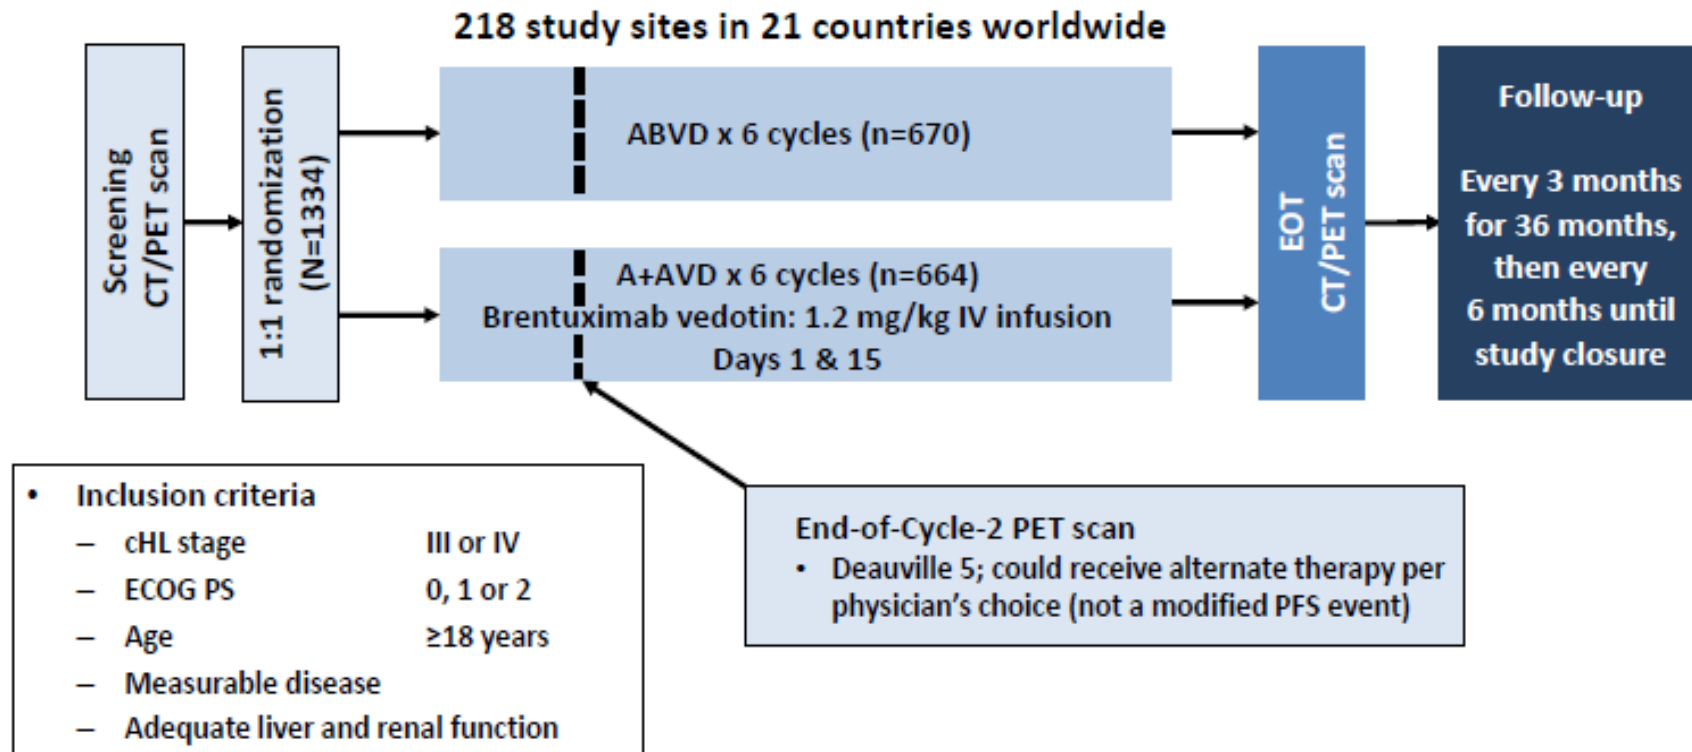 218 study sites in 21 countries worldwide
Screening
CT/PET scan
1:1 randomization
(N=1334)
ABVD x 6 cycles (n=670)
A+AVD x 6 cycles (n=664)
Brentuximab vedotin: 1.2 mg/kg IV infusion
Days 1 & 15
EOT
CT/PET scan
Follow-up
Every 3 months
for 36 months,
then every
6 months until
study closure
• Inclusion criteria
– cHL stage III or IV
– ECOG PS 0, 1 or 2
– Age ≥18 years
– Measurable disease
– Adequate liver and renal function
End-of-Cycle-2 PET scan
• Deauville 5; could receive alternate therapy per
physician's choice (not a modified PFS event)